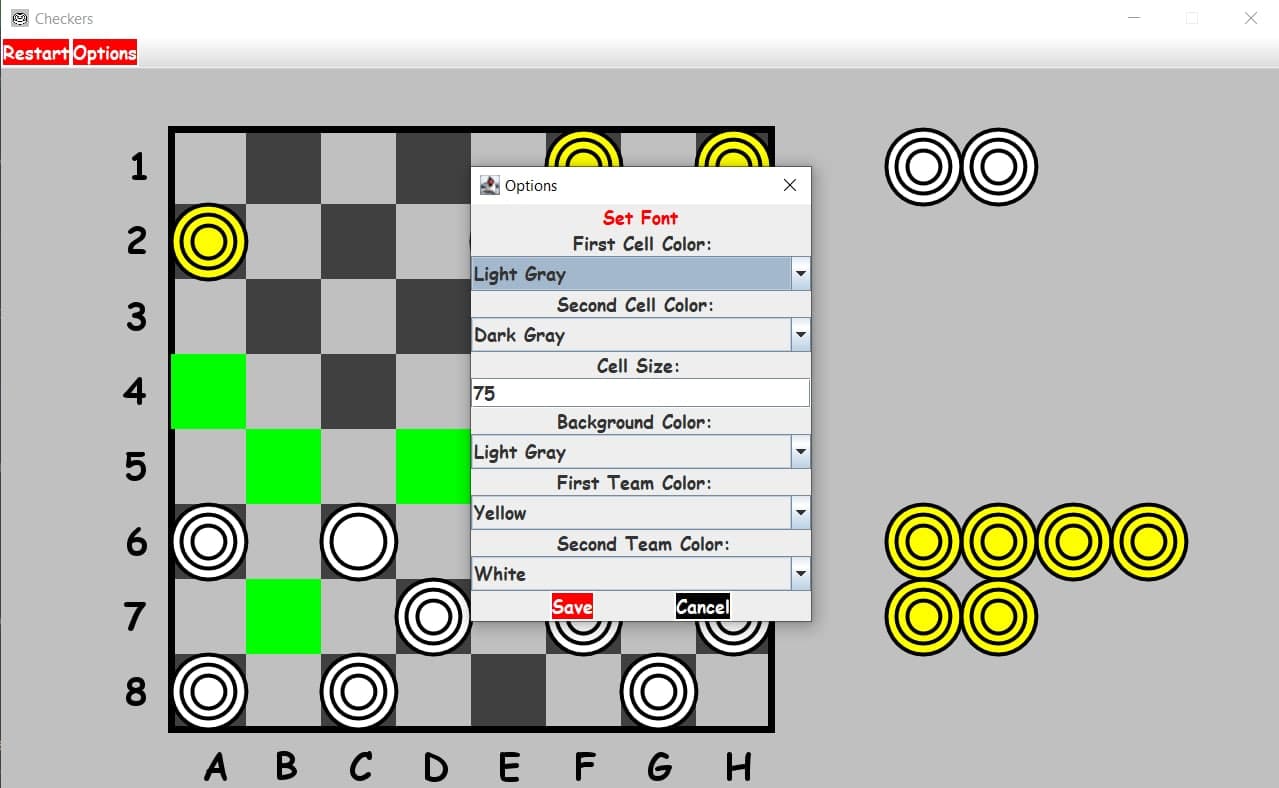 Checkers
Restart Options
1
2
3
4
5
6
7
8
A B C D E F G H
Options
Set Font
First Cell Color:
Light Gray
Second Cell Color:
Dark Gray
Cell Size:
75
Background Color:
Light Gray
First Team Color:
Yellow
Second Team Color:
White
Save Cancel